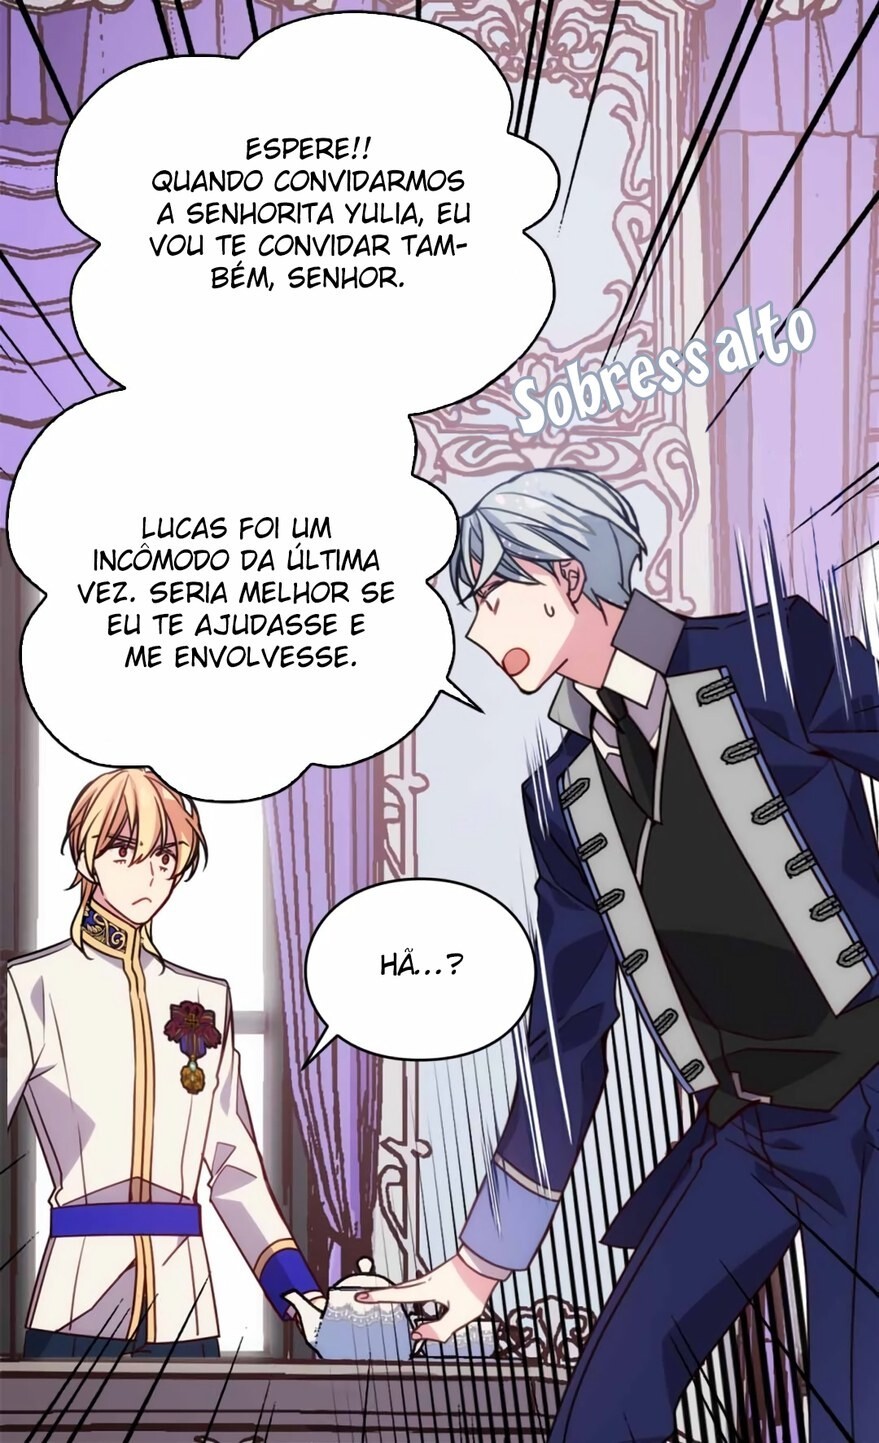 ESPERE!!
QUANDO CONVIDARMOS
A SENHORITA YULIA, EU
VOU TE CONVIDAR TAM-
BÉM, SENHOR.
Sobressalto
LUCAS FOI UM
INCÔMODO DA ÚLTIMA
VEZ. SERIA MELHOR SE
EU TE AJUDASSE E
ME ENVOLVESSE.
HÃ...?